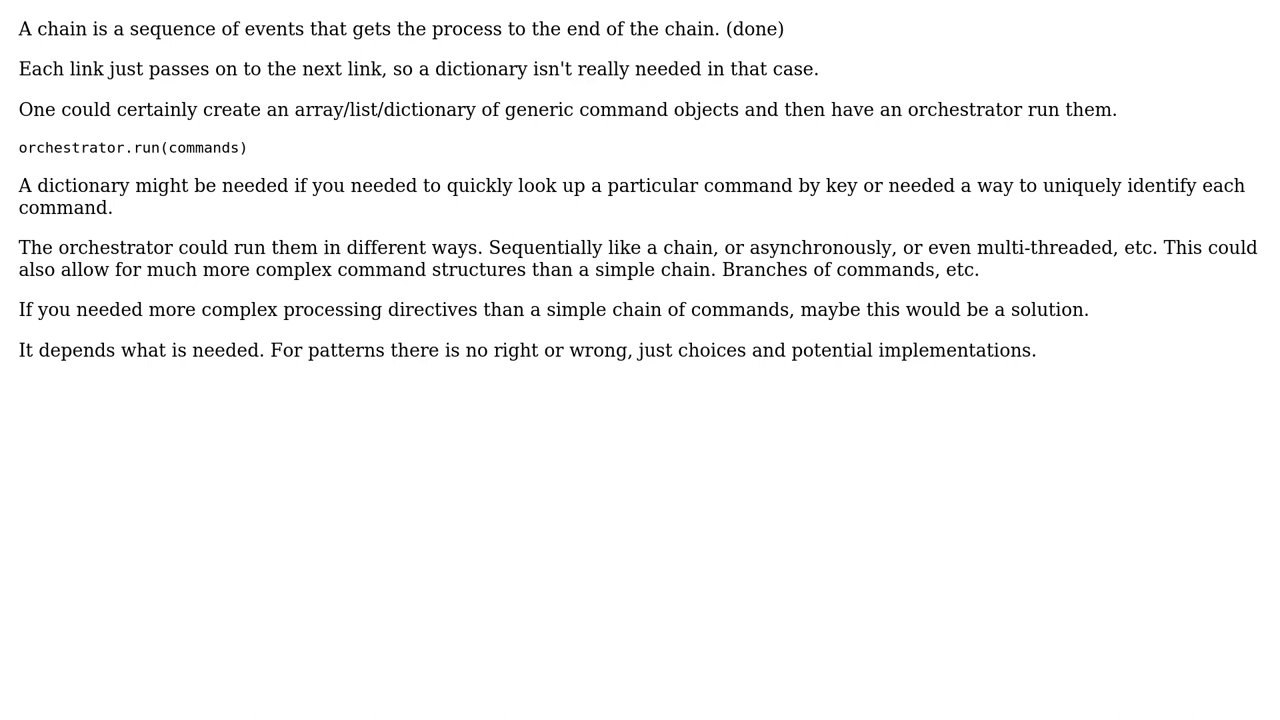 A chain is a sequence of events that gets the process to the end of the chain. (done)
Each link just passes on to the next link, so a dictionary isn't really needed in that case.
One could certainly create an array/list/dictionary of generic command objects and then have an orchestrator run them.
orchestrator.run(commands)
A dictionary might be needed if you needed to quickly look up a particular command by key or needed a way to uniquely identify each
command.
The orchestrator could run them in different ways. Sequentially like a chain, or asynchronously, or even multi-threaded, etc. This could
also allow for much more complex command structures than a simple chain. Branches of commands, etc.
If you needed more complex processing directives than a simple chain of commands, maybe this would be a solution.
It depends what is needed. For patterns there is no right or wrong, just choices and potential implementations.